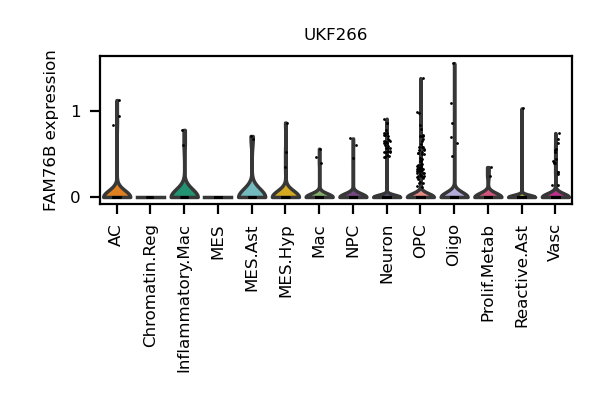 UKF266
FAM76B expression
1
0
AC
Chromatin.Reg
Inflammatory.Mac
MES
MES.Ast
MES.Hyp
Mac
NPC
Neuron
OPC
Oligo
Prolif.Metab
Reactive.Ast
Vasc